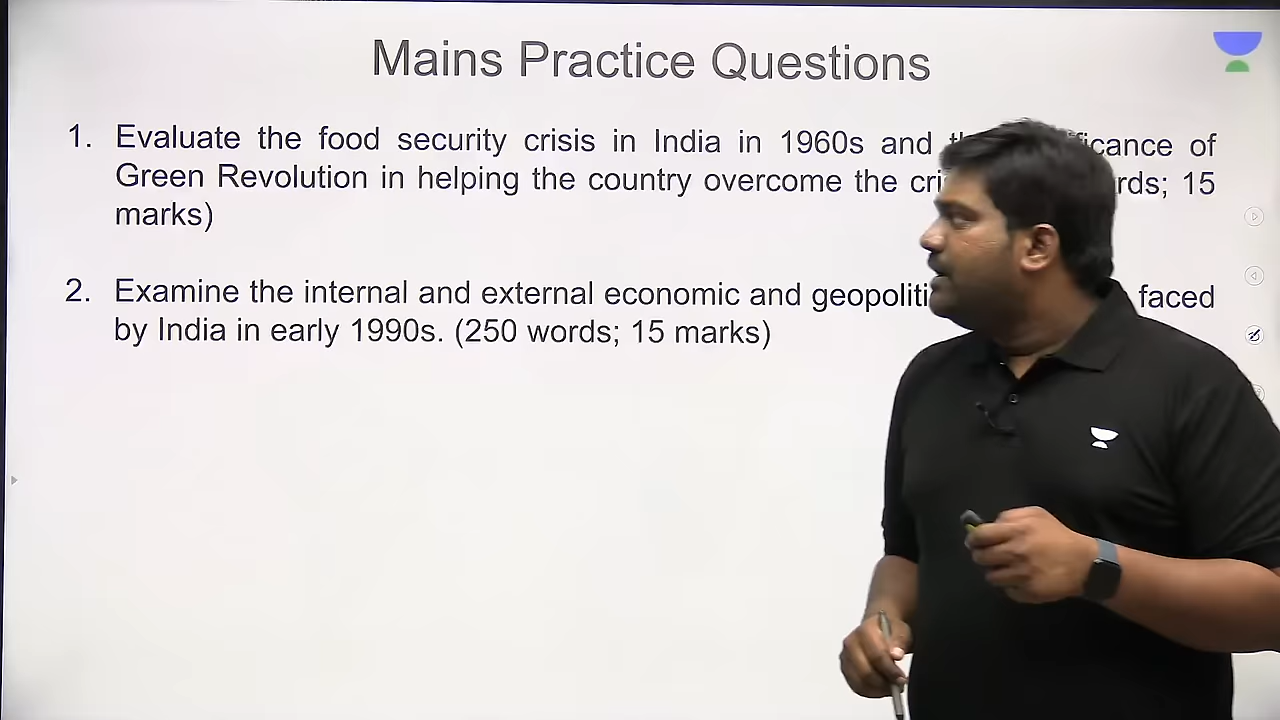 Mains Practice Questions
1. Evaluate the food security crisis in India in 1960s and of
Green Revolution in helping the country overcome the 15
marks)
2. Examine the internal and external economic and faced
by India in early 1990s. (250 words; 15 marks)